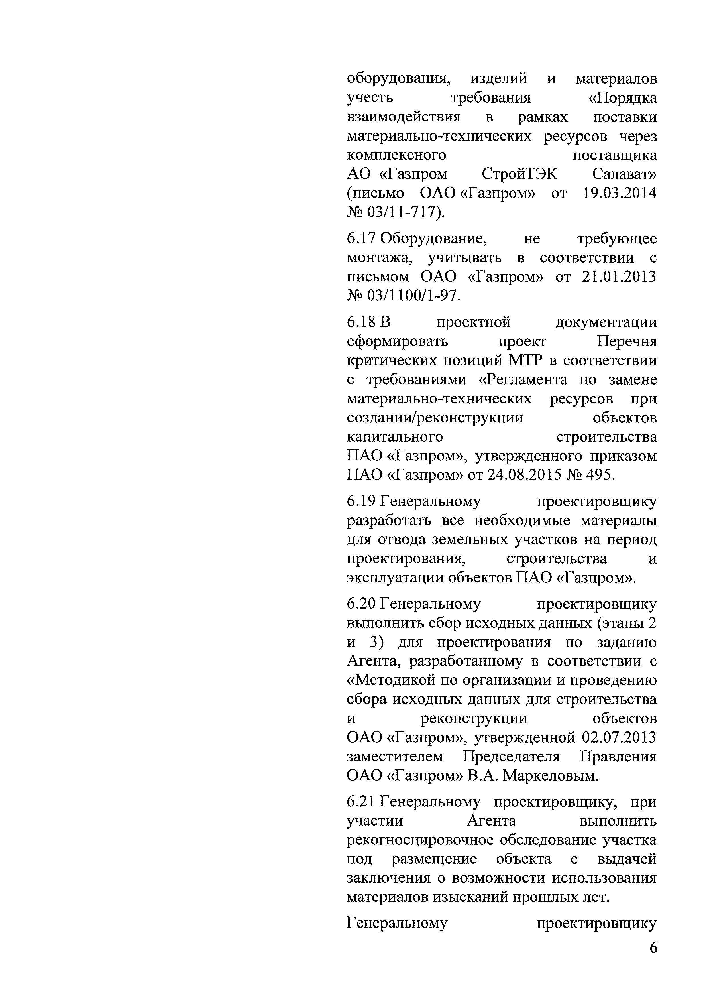 оборудования, изделий и материалов
учесть требования «Порядка
взаимодействия в рамках поставки
материально-технических ресурсов через
комплексного поставщика
АО «Газпром СтройТЭК Салават»
(письмо ОАО «Газпром» от 19.03.2014
№ 03/11-717).
6.17 Оборудование, не требующее
монтажа, учитывать в соответствии с
письмом ОАО «Газпром» от 21.01.2013
№ 03/1100/1-97.
6.18 В проектной документации
сформировать проект Перечня
критических позиций МТР в соответствии
с требованиями «Регламента по замене
материально-технических ресурсов при
создании/реконструкции объектов
капитального строительства
ПАО «Газпром», утвержденного приказом
ПАО «Газпром» от 24.08.2015 № 495.
6.19 Генеральному проектировщику
разработать все необходимые материалы
для отвода земельных участков на период
проектирования, строительства и
эксплуатации объектов ПАО «Газпром».
6.20 Генеральному проектировщику
выполнить сбор исходных данных (этапы 2
и 3) для проектирования по заданию
Агента, разработанному в соответствии с
«Методикой по организации и проведению
сбора исходных данных для строительства
и реконструкции объектов
ОАО «Газпром», утвержденной 02.07.2013
заместителем Председателя Правления
ОАО «Газпром» В.А. Маркеловым.
6.21 Генеральному проектировщику, при
участии Агента выполнить
рекогносцировочное обследование участка
под размещение объекта с выдачей
заключения о возможности использования
материалов изысканий прошлых лет.
Генеральному проектировщику
6